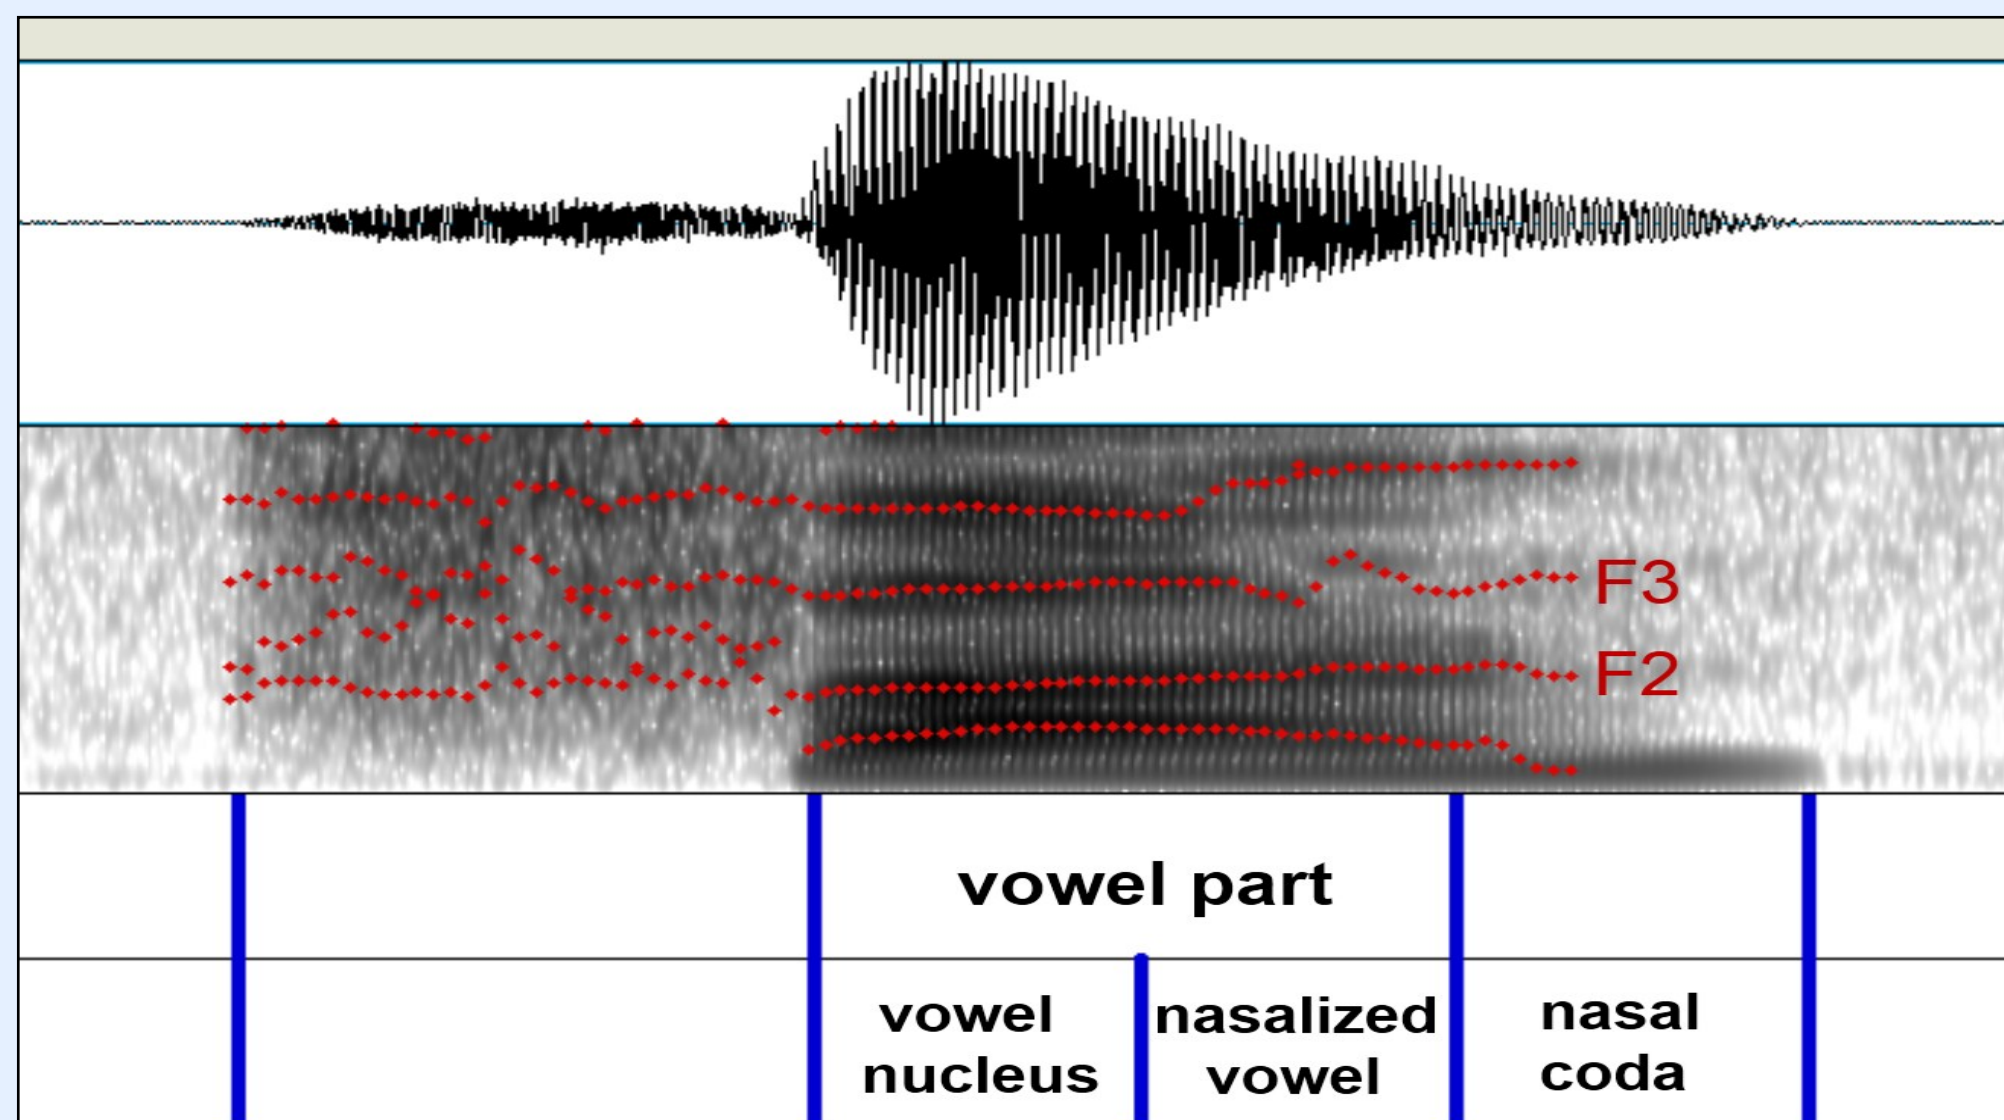 F3
F2
vowel part
vowel
nucleus
nasalized
vowel
nasal
coda